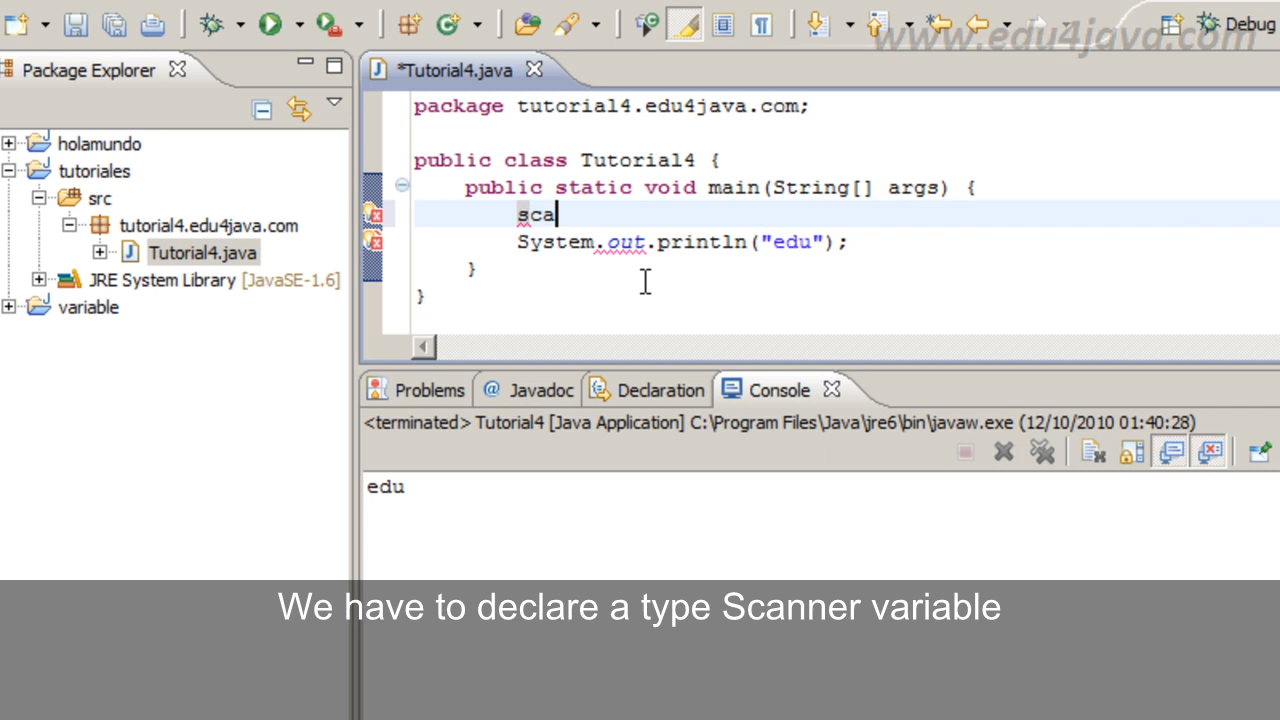 Debug
www.edu4java.com
Package Explorer
*Tutorial4.java
package tutorial4.edu4java.com;
holamundo
tutoriales
public class Tutorial4 {
public static void main(String[] args) {
src
sca
tutorial4.edu4java.com
System.out.println("edu");
Tutorial4.java
}
JRE System Library [JavaSE-1.6]
}
variable
Problems @ Javadoc Declaration Console
<terminated> Tutorial4 [Java Application] C:\Program Files\Java\jre6\bin\javaw.exe (12/10/2010 01:40:28)
edu
We have to declare a type Scanner variable